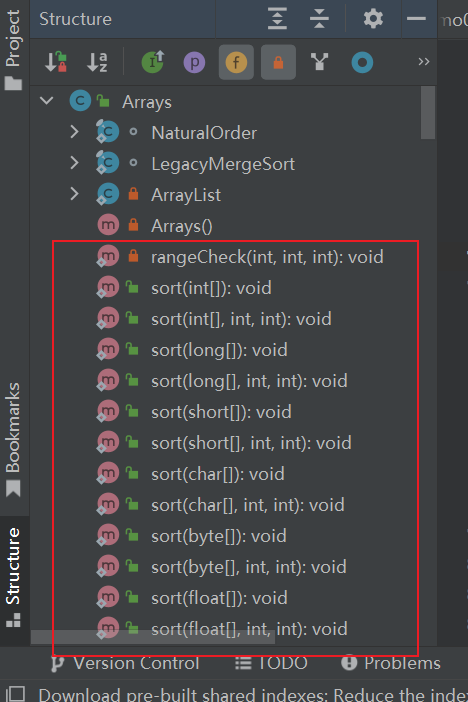 Project
Structure
Arrays
NaturalOrder
LegacyMergeSort
ArrayList
Arrays()
rangeCheck(int, int, int): void
sort(int[]): void
sort(int[], int, int): void
sort(long[]): void
sort(long[], int, int): void
sort(short[]): void
sort(short[], int, int): void
sort(char[]): void
sort(char[], int, int): void
sort(byte[]): void
sort(byte[], int, int): void
sort(float[]): void
sort(float[], int, int): void
Bookmarks
Structure
Version Control TODO Problems
Download pre-built shared indexes: Reduce the